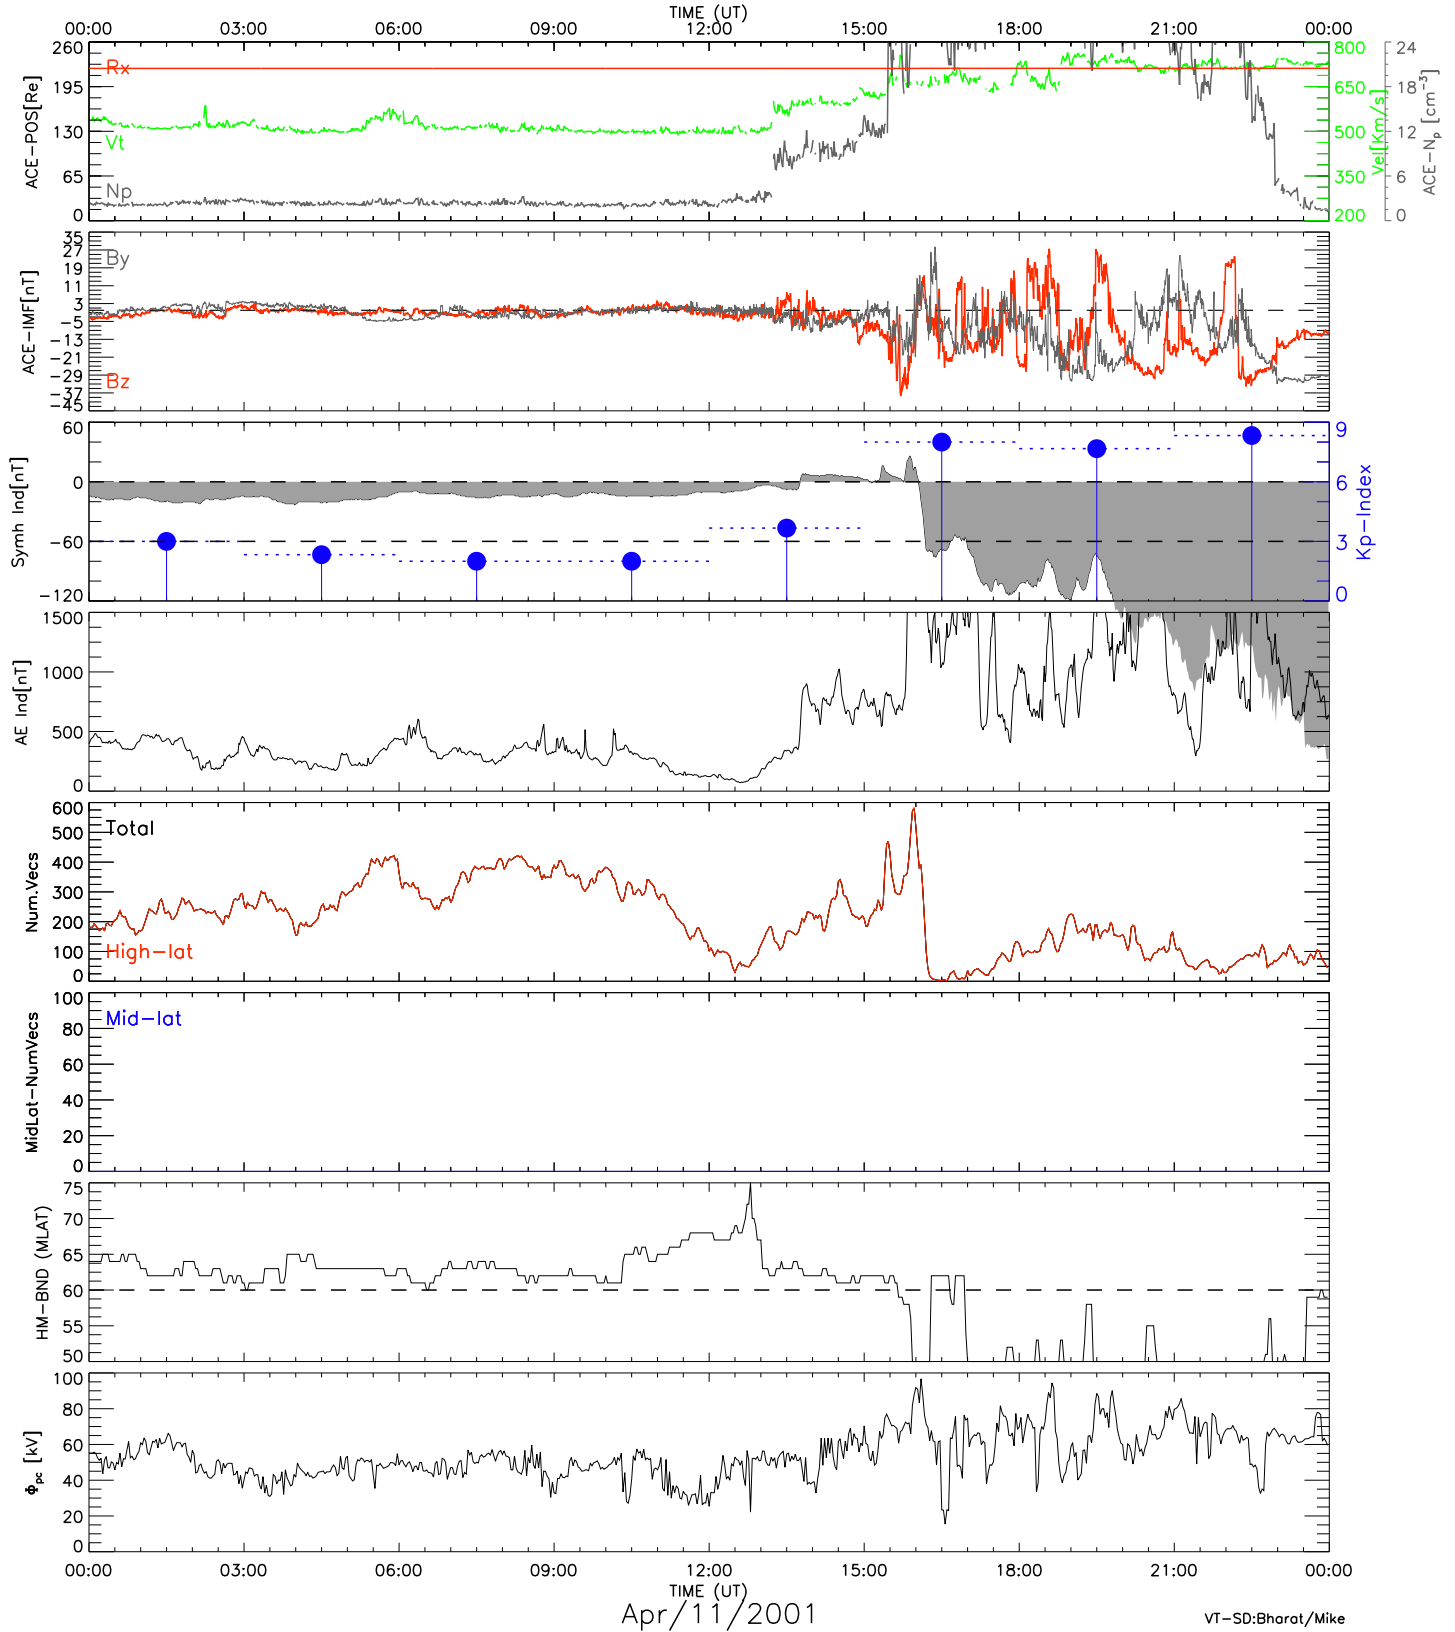 TIME (UT)
00:00 03:00 06:00 09:00 12:00 15:00 18:00 21:00 00:00
ACE-POS[Re]
260
195
130
65
0
Rx
Vt
Np
800
650
500
350
200
Vel[Km/s]
24
18
12
6
0
ACE-Np [cm-3]
ACE-IMF[nT]
35
27
19
11
3
-5
-13
-21
-29
-37
-45
By
Bz
Symh Ind[nT]
60
0
-60
-120
9
6
3
0
Kp-Index
AE Ind[nT]
1500
1000
500
0
Num.Vecs
600
500
400
300
200
100
0
Total
High-lat
MidLat-NumVecs
100
80
60
40
20
0
Mid-lat
HM-BND (MLAT)
75
70
65
60
55
50
Φpc [kV]
100
80
60
40
20
0
00:00 03:00 06:00 09:00 12:00 15:00 18:00 21:00 00:00
TIME (UT)
Apr/11/2001
VT-SD:Bharat/Mike